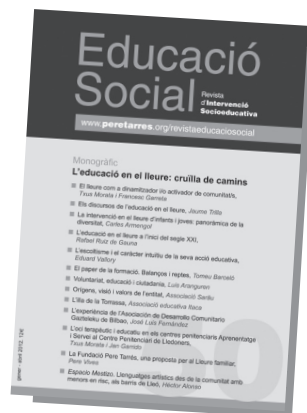 Educació
Social
Revista
d'Intervenció
Socioeducativa
www.peretarres.org/revistaeducaciosocial
Monogràfic
L'educació en el lleure: cruïlla de camins
El lleure com a dinamitzador i/o activador de comunitat/s,
Txus Morata i Francesc Garreta
Els discursos de l'educació en el lleure, Jaume Trilla
La intervenció en el lleure d'infants i joves: panoràmica de la
diversitat, Carles Armengol
L'educació en el lleure a l'inici del segle XXI,
Rafael Ruiz de Gauna
L'escoltisme i el caràcter intuïtiu de la seva acció educativa,
Eduard Vallory
El paper de la formació. Balanços i reptes, Tomeu Barceló
Voluntariat, educació i ciutadania, Luis Aranguren
Orígens, visió i valors de l'entitat, Associació Saräu
L'illa de la Torrassa, Associació educativa Itaca
L'experiència de l'Asociación de Desarrollo Comunitario
Gazteleku de Bilbao, José Luis Fernández
L'oci terapèutic i educatiu en els centres penitenciaris Aprenentatge
i Servei al Centre Penitenciari de Lledoners,
Txus Morata i Jan Garrido
La Fundació Pere Tarrés, una proposta per al Lleure familiar,
Pere Vives
Espacio Mestizo. Llenguatges artístics des de la comunitat amb
menors en risc, als barris de Lleó, Héctor Alonso
gener - abril 2012, 12€
50